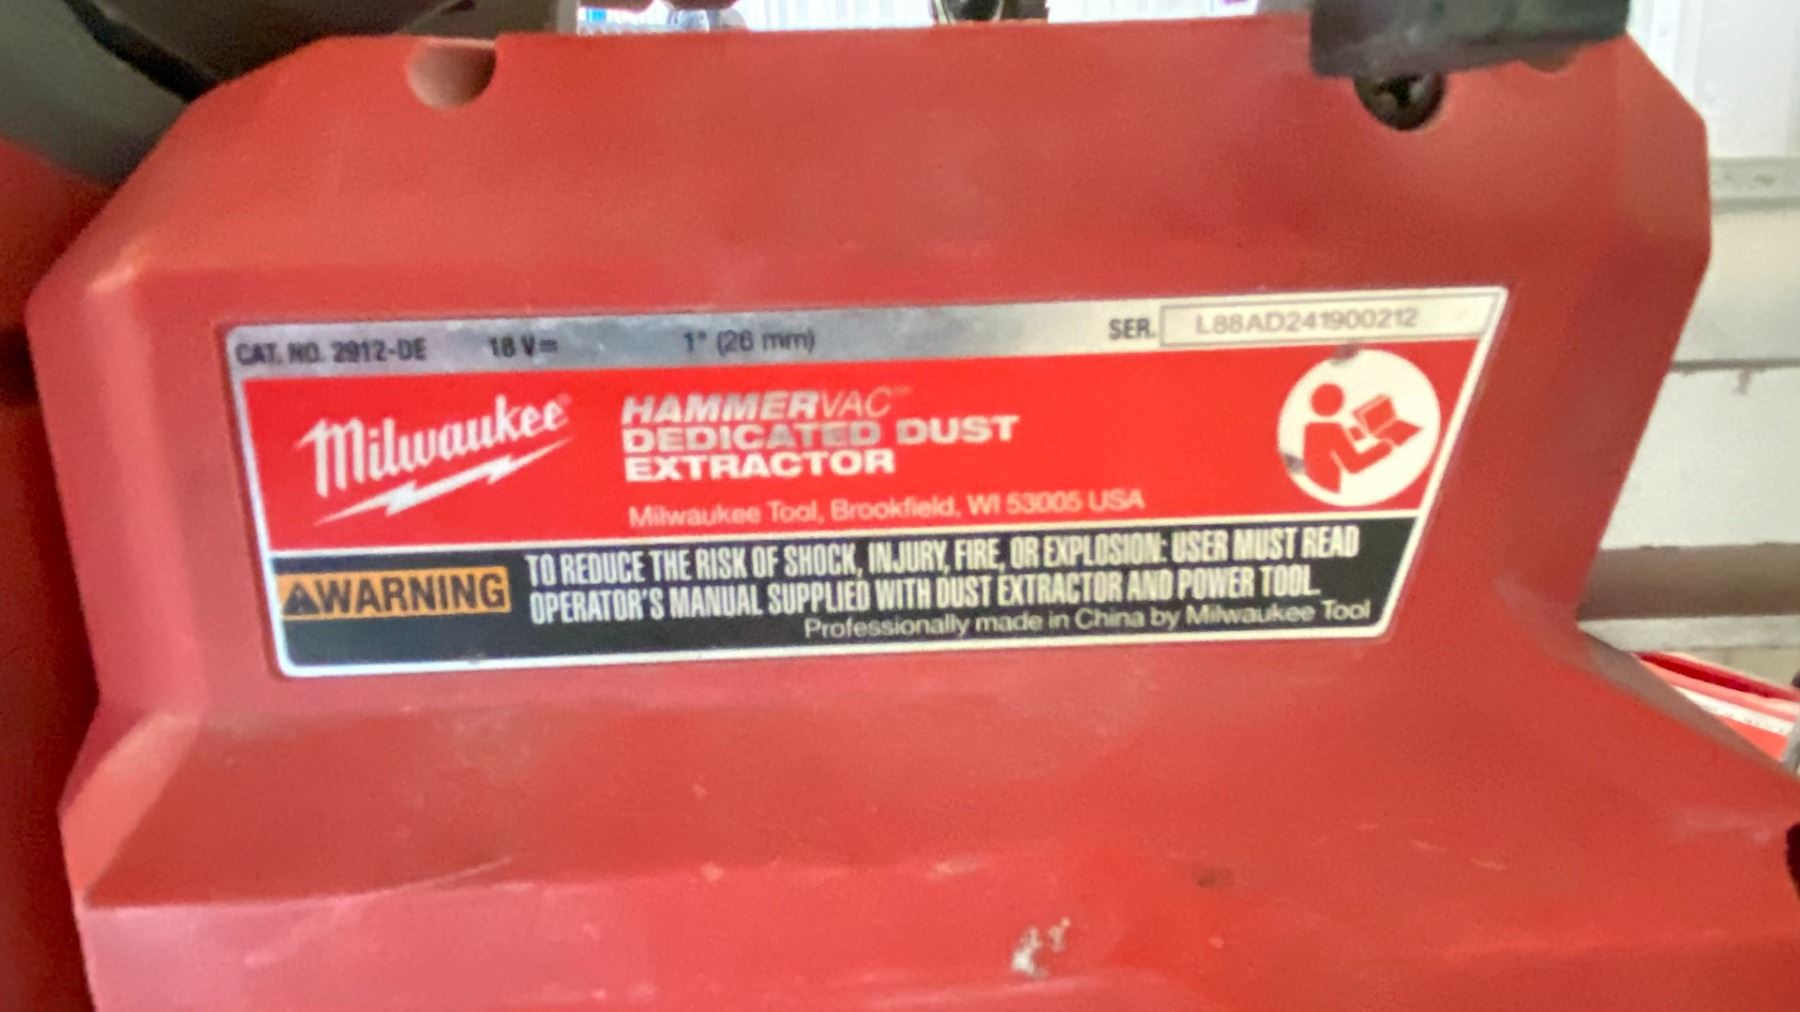 CAT. NO. 2912-DE 18 V⎓ 1" (26 mm) SER. L88AD241900212
Milwaukee®
HAMMERVAC™
DEDICATED DUST
EXTRACTOR
Milwaukee Tool, Brookfield, WI 53005 USA
⚠WARNING
TO REDUCE THE RISK OF SHOCK, INJURY, FIRE, OR EXPLOSION: USER MUST READ
OPERATOR'S MANUAL SUPPLIED WITH DUST EXTRACTOR AND POWER TOOL.
Professionally made in China by Milwaukee Tool